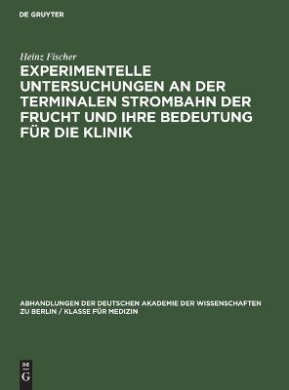 DE GRUYTER
Heinz Fischer
EXPERIMENTELLE
UNTERSUCHUNGEN AN DER
TERMINALEN STROMBAHN DER
FRUCHT UND IHRE BEDEUTUNG
FÜR DIE KLINIK
ABHANDLUNGEN DER DEUTSCHEN AKADEMIE DER WISSENSCHAFTEN
ZU BERLIN / KLASSE FÜR MEDIZIN
DE
G